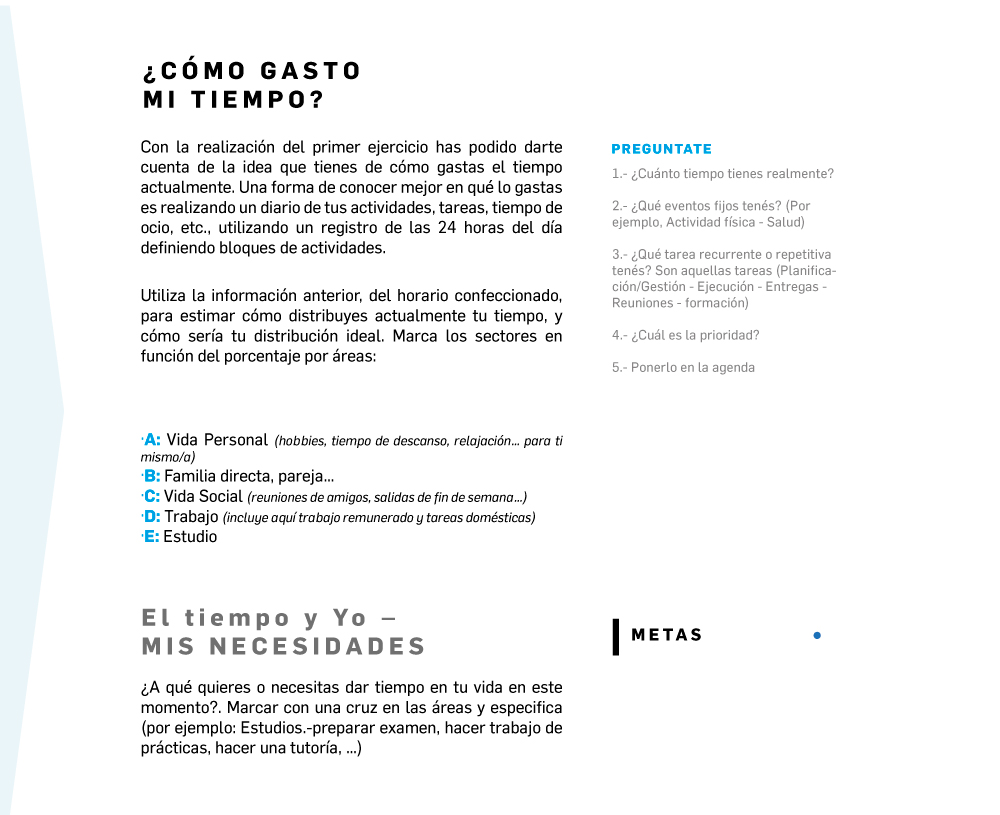 ¿CÓMO GASTO
MI TIEMPO?
Con la realización del primer ejercicio has podido darte
cuenta de la idea que tienes de cómo gastas el tiempo
actualmente. Una forma de conocer mejor en qué lo gastas
es realizando un diario de tus actividades, tareas, tiempo de
ocio, etc., utilizando un registro de las 24 horas del día
definiendo bloques de actividades.
Utiliza la información anterior, del horario confeccionado,
para estimar cómo distribuyes actualmente tu tiempo, y
cómo sería tu distribución ideal. Marca los sectores en
función del porcentaje por áreas:
·A: Vida Personal (hobbies, tiempo de descanso, relajación... para ti
mismo/a)
·B: Familia directa, pareja...
·C: Vida Social (reuniones de amigos, salidas de fin de semana...)
·D: Trabajo (incluye aquí trabajo remunerado y tareas domésticas)
·E: Estudio
PREGUNTATE
1.- ¿Cuánto tiempo tienes realmente?
2.- ¿Qué eventos fijos tenés? (Por
ejemplo, Actividad física - Salud)
3.- ¿Qué tarea recurrente o repetitiva
tenés? Son aquellas tareas (Planifica-
ción/Gestión - Ejecución - Entregas -
Reuniones - formación)
4.- ¿Cuál es la prioridad?
5.- Ponerlo en la agenda
El tiempo y Yo –
MIS NECESIDADES
¿A qué quieres o necesitas dar tiempo en tu vida en este
momento?. Marcar con una cruz en las áreas y especifica
(por ejemplo: Estudios.-preparar examen, hacer trabajo de
prácticas, hacer una tutoría, ...)
METAS